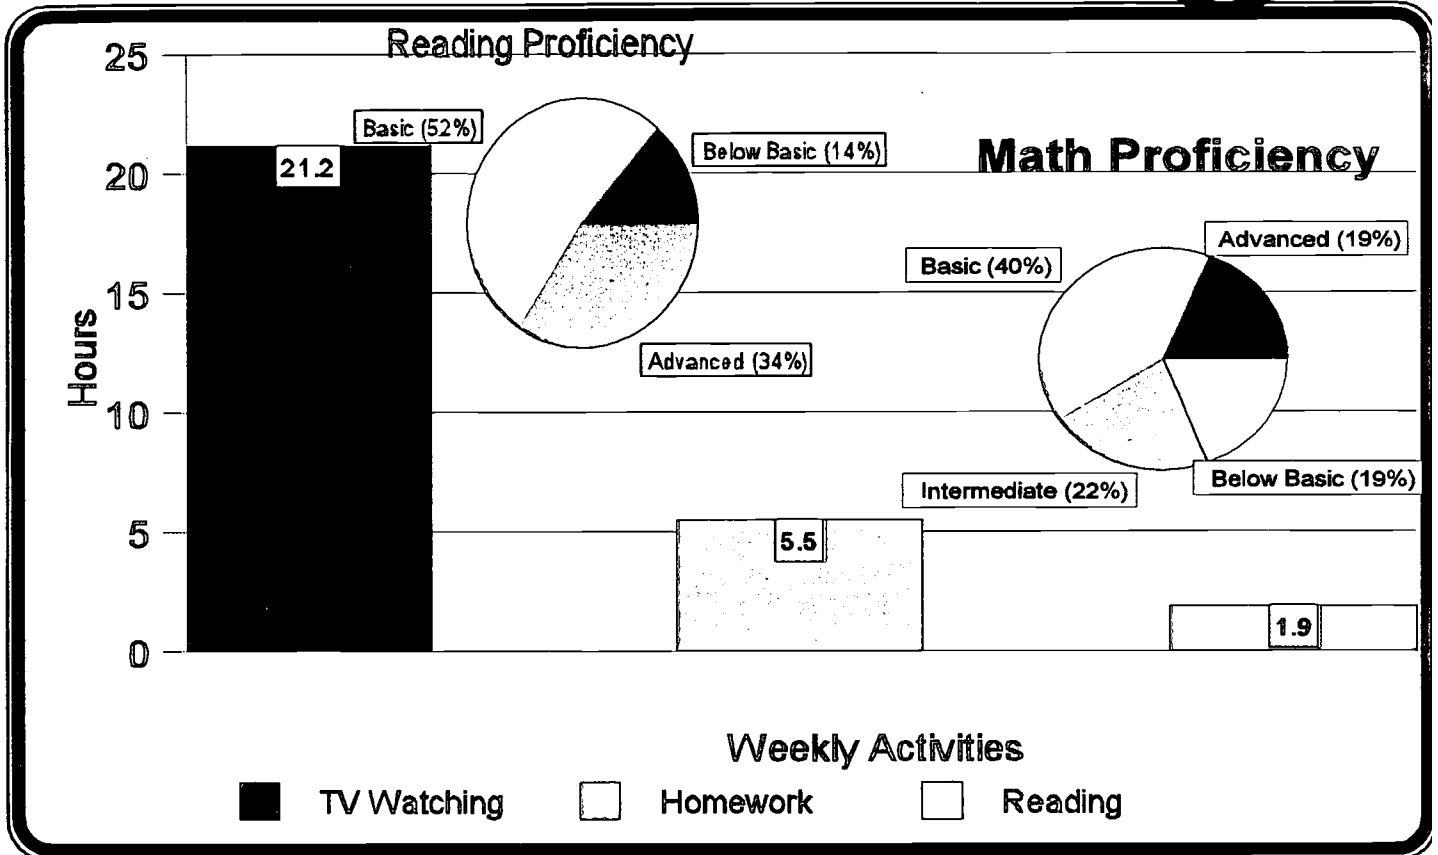 Reading Proficiency
25
Basic (52%)
Below Basic (14%)
Math Proficiency
21.2
20
Advanced (19%)
Basic (40%)
15
Hours
Advanced (34%)
10
Below Basic (19%)
Intermediate (22%)
5
5.5
1.9
0
Weekly Activities
TV Watching
Homework
Reading